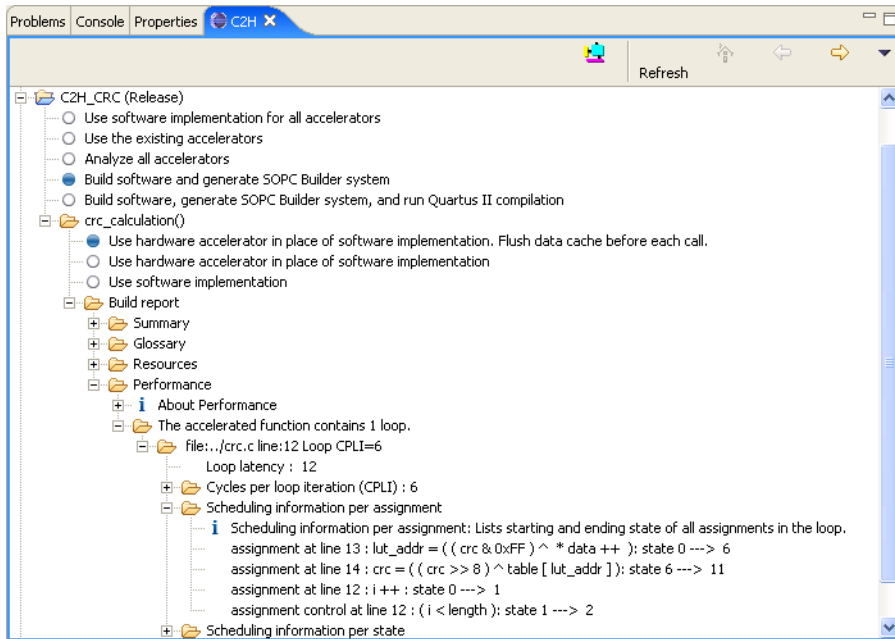 Problems Console Properties C2H
Refresh
C2H_CRC (Release)
Use software implementation for all accelerators
Use the existing accelerators
Analyze all accelerators
Build software and generate SOPC Builder system
Build software, generate SOPC Builder system, and run Quartus II compilation
crc_calculation()
Use hardware accelerator in place of software implementation. Flush data cache before each call.
Use hardware accelerator in place of software implementation
Use software implementation
Build report
Summary
Glossary
Resources
Performance
About Performance
The accelerated function contains 1 loop.
file:../crc.c line:12 Loop CPLI=6
Loop latency : 12
Cycles per loop iteration (CPLI) : 6
Scheduling information per assignment
Scheduling information per assignment: Lists starting and ending state of all assignments in the loop.
assignment at line 13 : lut_addr = ( ( crc & 0xFF ) ^ * data ++ ): state 0 ---> 6
assignment at line 14 : crc = ( ( crc >> 8 ) ^ table [ lut_addr ] ): state 6 ---> 11
assignment at line 12 : i ++ : state 0 ---> 1
assignment control at line 12 : ( i < length ): state 1 ---> 2
Scheduling information per state